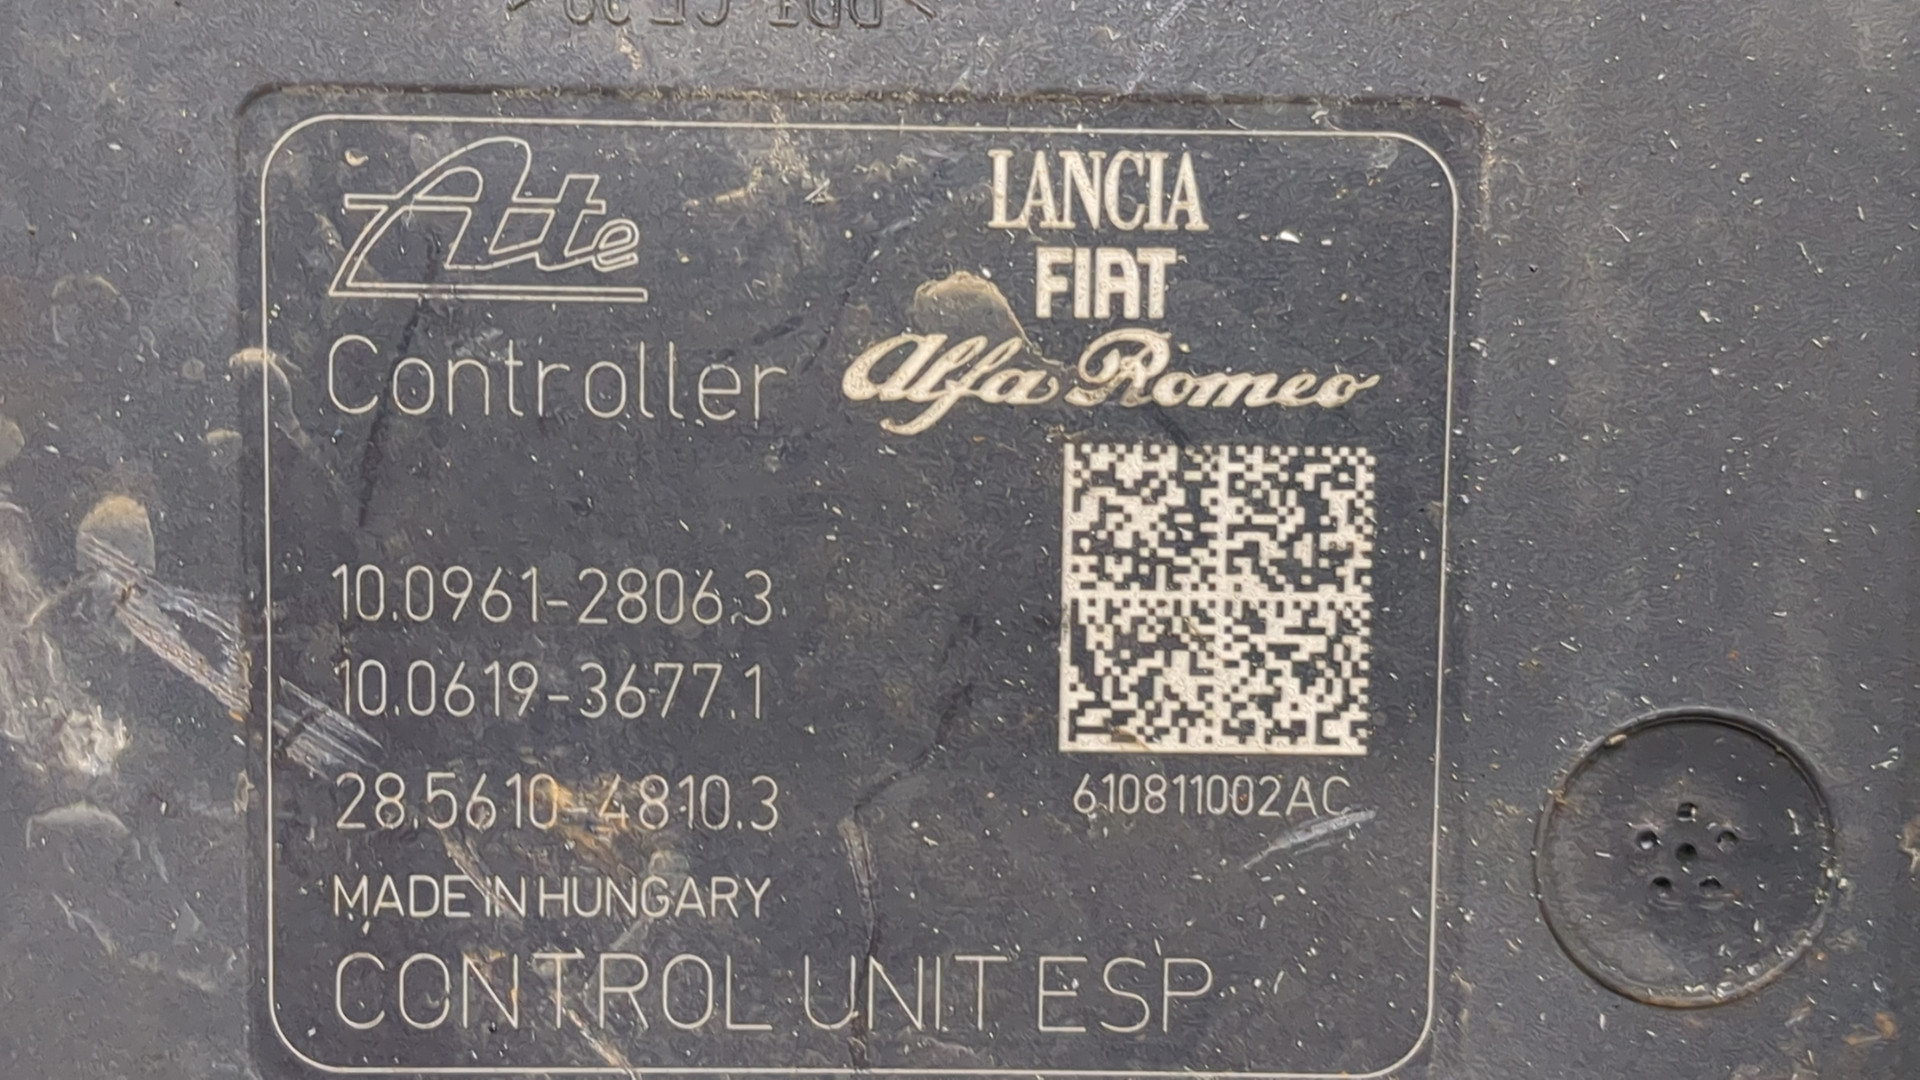 Ate
LANCIA
FIAT
Alfa Romeo
Controller
10.0961-2806.3
10.0619-3677.1
28.5610-4810.3
610811002AC
MADE IN HUNGARY
CONTROL UNIT ESP